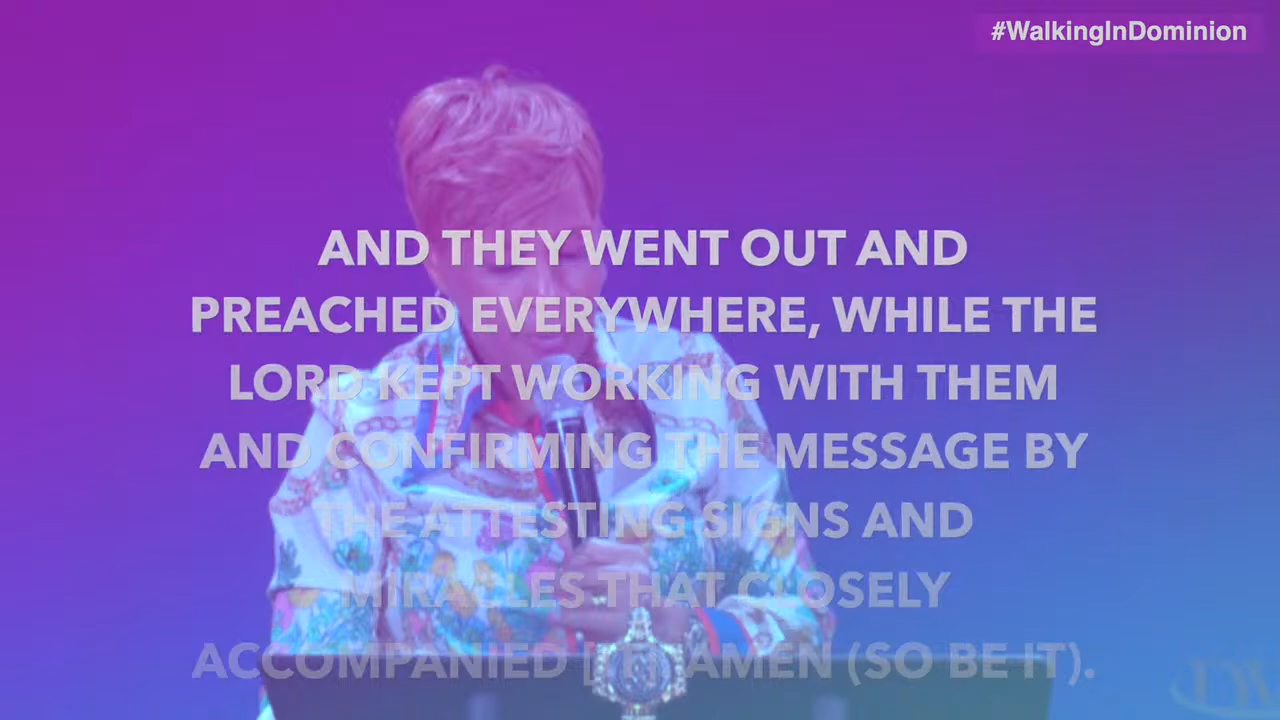 #WalkingInDominion
AND THEY WENT OUT AND
PREACHED EVERYWHERE, WHILE THE
LORD KEPT WORKING WITH THEM
AND CONFIRMING THE MESSAGE BY
THE ATTESTING SIGNS AND
MIRACLES THAT CLOSELY
ACCOMPANIED [IT]. AMEN (SO BE IT).